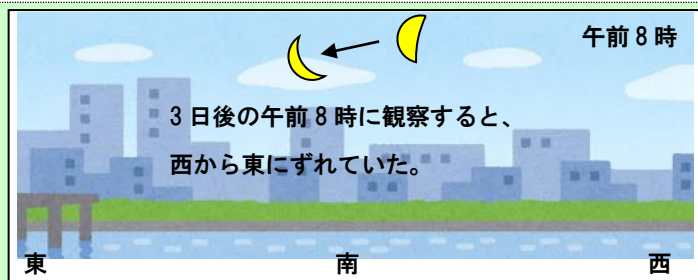 午前８時
３日後の午前８時に観察すると、
西から東にずれていた。
東 南 西